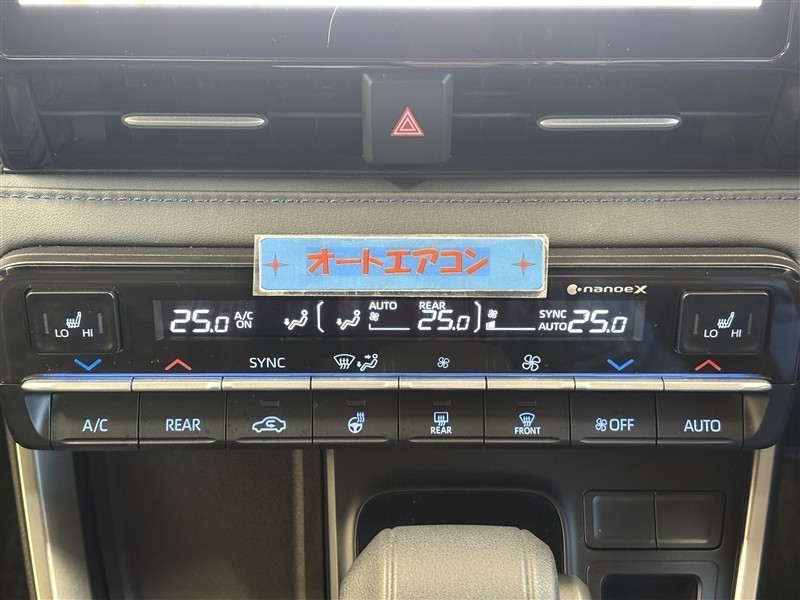 オートエアコン
nanoeX
LO HI
25.0 A/C ON AUTO REAR 25.0 SYNC AUTO 25.0
LO HI
SYNC
A/C REAR REAR FRONT OFF AUTO